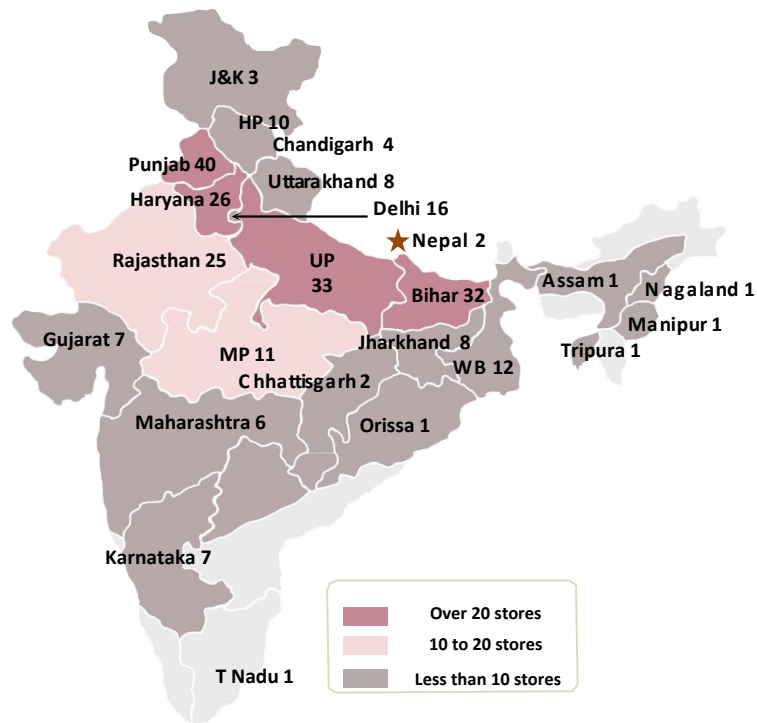 J&K 3
HP 10
Chandigarh 4
Punjab 40
Uttarakhand 8
Haryana 26
Delhi 16
Nepal 2
Rajasthan 25
UP
33
Bihar 32
Assam 1
Nagaland 1
Manipur 1
Tripura 1
Gujarat 7
MP 11
Jharkhand 8
WB 12
Chhattisgarh 2
Maharashtra 6
Orissa 1
Karnataka 7
T Nadu 1
Over 20 stores
10 to 20 stores
Less than 10 stores